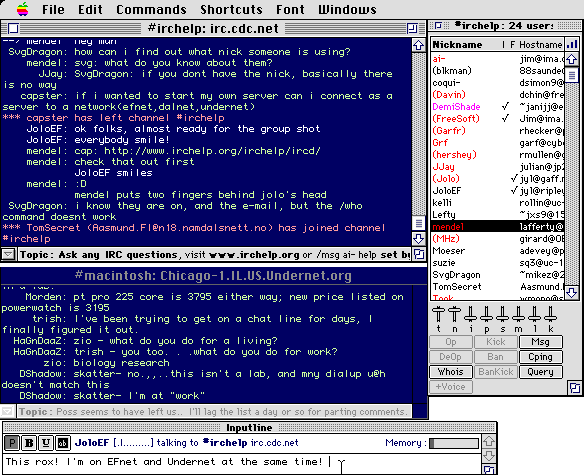 File Edit Commands Shortcuts Font Windows
#irchelp: irc.cdc.net
-> mendel: hey man
SvgDragon: how can i find out what nick someone is using?
mendel: svg: what do you know about them?
JJay: SvgDragon: if you dont have the nick, basically there
is no way
capster: if i wanted to start my own server can i connect as a
server to a network(efnet,dalnet,undernet)
*** capster has left channel #irchelp
JoloEF: ok folks, almost ready for the group shot
JoloEF: everybody smile!
mendel: cap: http://www.irchelp.org/irchelp/ircd/
mendel: check that out first
JoloEF smiles
mendel: :D
mendel puts two fingers behind jolo's head
SvgDragon: i know they are on, and the e-mail, but the /who
command doesnt work
*** TomSecret (Aasmund.Fl@n18.namdalsnett.no) has joined channel
#irchelp
Topic: Ask any IRC questions, visit www.irchelp.org or /msg ai- help set by
#macintosh: Chicago-1.IL.US.Undernet.org
in a lab.
Morden: pt pro 225 core is 3795 either way; new price listed on
powerwatch is 3195
trish: I've been trying to get on a chat line for days, I
finally figured it out.
HaGnDaaZ: zio - what do you do for a living?
HaGnDaaZ: trish - you too. . .what do you do for work?
zio: biology research
DShadow: skatter- no.,,..this isn't a lab, and mny dialup u@h
doesn't match this
DShadow: skatter- I'm at "work"
Topic: Poss seems to have left us.. I'll lag the list a day or so for parting comments.
Inputline
P B U ab JoloEF [.I.........] talking to #irchelp irc.cdc.net Memory:
This rox! I'm on EFnet and Undernet at the same time!
#irchelp: 24 users
Nickname I F Hostname
ai- jim@ima.c
(blkman) 88saunde
coqui- dsimon9@
(Davin) dchin@fre
DemiShade √ ~janijj@e
(FreeSoft) √ Jim@ima.
(Garfr) rhecker@p
Grf garf@cybe
(hershey) rmullen@g
JJay julian@jp2
(Jolo) √ jyl@gaff.n
JoloEF √ jyl@ripley
kelli rollin@uc-
Lefty ~jxs9@15
mendel lafferty@
(MHz) girard@OB
Moeser adevey@p
suzie sq3@uc-1
SvgDragon ~mikez@2
TomSecret Aasmund.
Took wmono@s
t n i p s m l k
Op Kick Msg
DeOp Ban Cping
Whois BanKick Query
+Voice